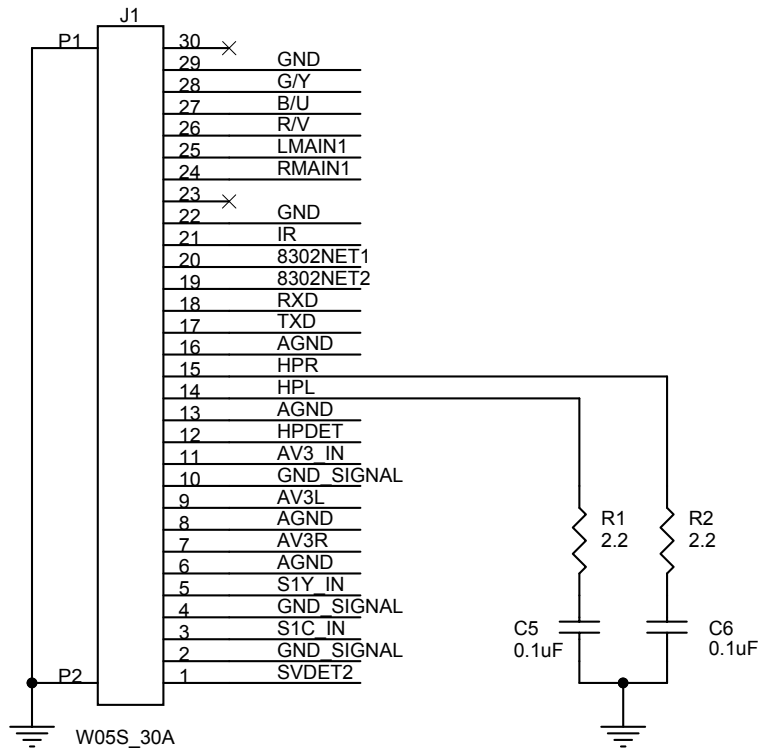 J1
P1
30
29 GND
28 G/Y
27 B/U
26 R/V
25 LMAIN1
24 RMAIN1
23
22 GND
21 IR
20 8302NET1
19 8302NET2
18 RXD
17 TXD
16 AGND
15 HPR
14 HPL
13 AGND
12 HPDET
11 AV3_IN
10 GND_SIGNAL
9 AV3L
8 AGND
7 AV3R
6 AGND
5 S1Y_IN
4 GND_SIGNAL
3 S1C_IN
2 GND_SIGNAL
1 SVDET2
P2
W05S_30A
R1
2.2
R2
2.2
C5
0.1uF
C6
0.1uF